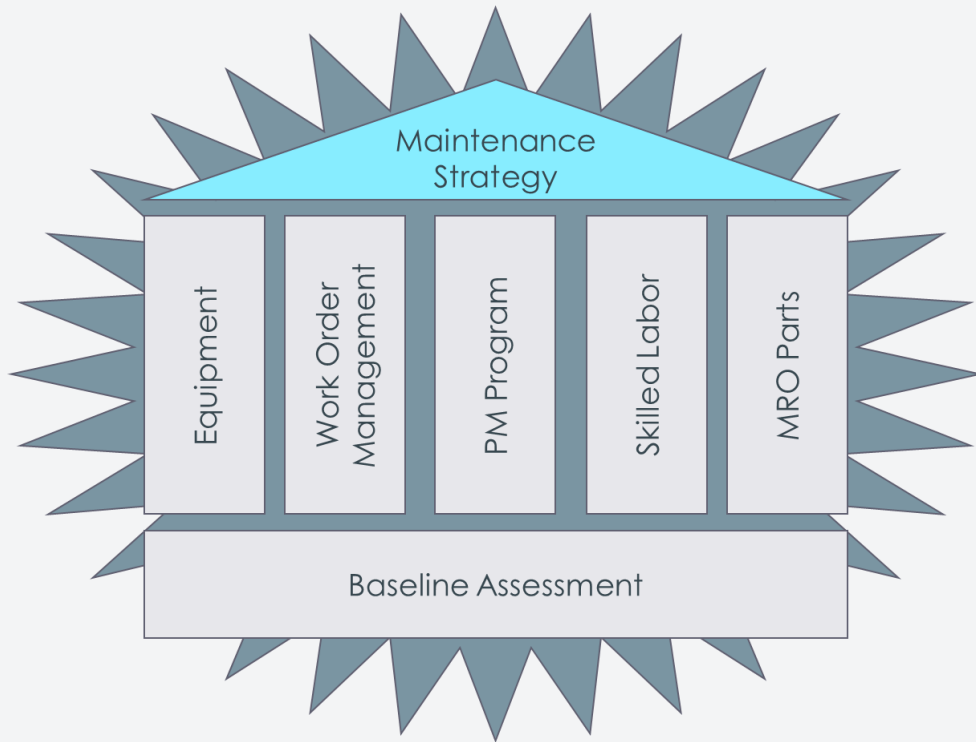 Maintenance
Strategy
Equipment
Work Order
Management
PM Program
Skilled Labor
MRO Parts
Baseline Assessment